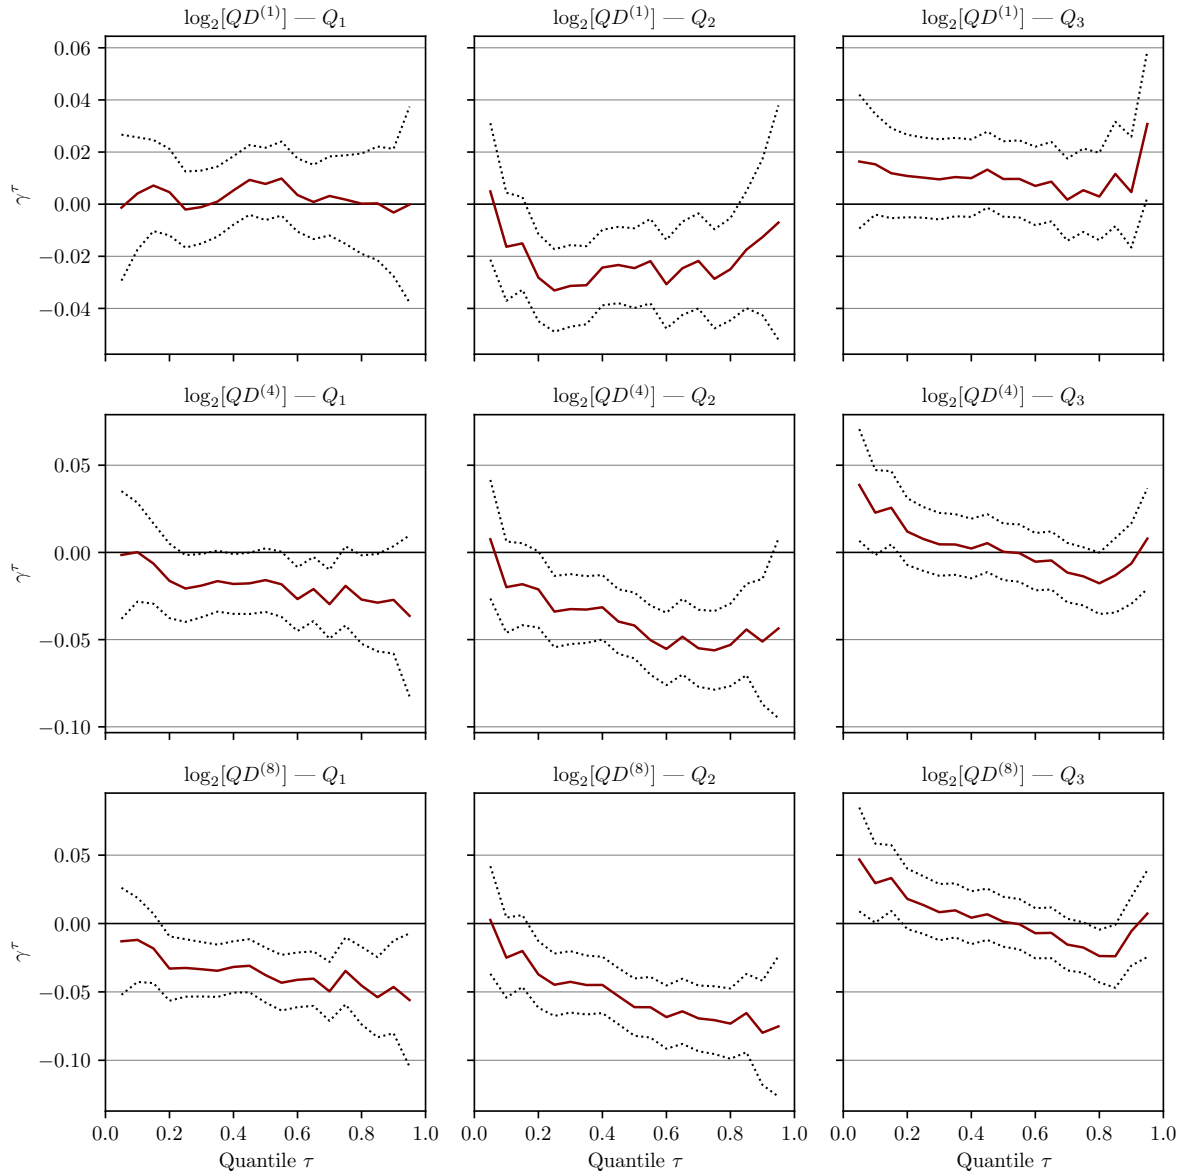 log₂[QD⁽¹⁾] — Q₁
log₂[QD⁽¹⁾] — Q₂
log₂[QD⁽¹⁾] — Q₃
0.06
0.04
0.02
0.00
−0.02
−0.04
γ^τ
log₂[QD⁽⁴⁾] — Q₁
log₂[QD⁽⁴⁾] — Q₂
log₂[QD⁽⁴⁾] — Q₃
0.05
0.00
−0.05
−0.10
γ^τ
log₂[QD⁽⁸⁾] — Q₁
log₂[QD⁽⁸⁾] — Q₂
log₂[QD⁽⁸⁾] — Q₃
0.05
0.00
−0.05
−0.10
γ^τ
0.0 0.2 0.4 0.6 0.8 1.0
0.0 0.2 0.4 0.6 0.8 1.0
0.0 0.2 0.4 0.6 0.8 1.0
Quantile τ
Quantile τ
Quantile τ